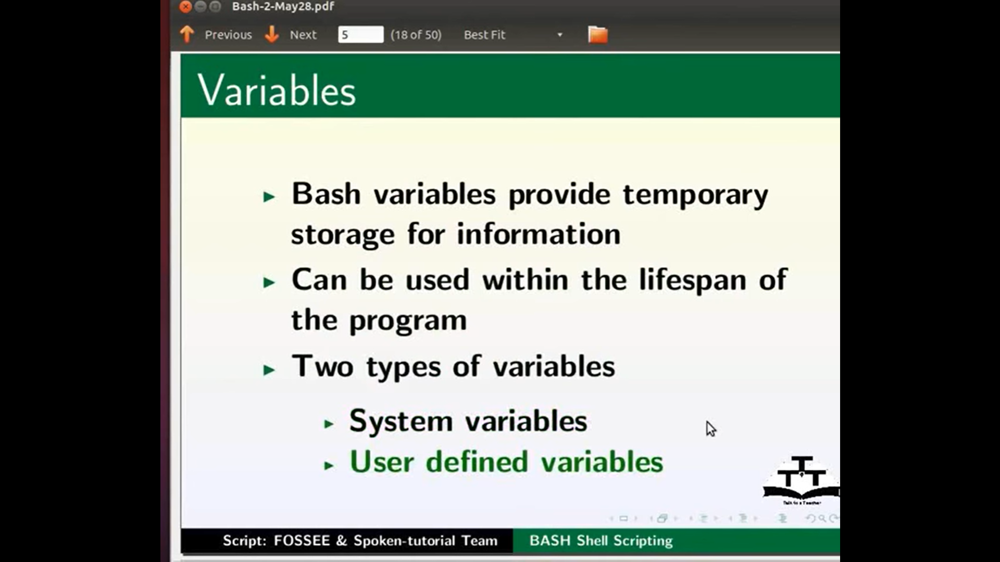 Bash-2-May28.pdf
Previous Next 5 (18 of 50) Best Fit
Variables
Bash variables provide temporary
storage for information
Can be used within the lifespan of
the program
Two types of variables
System variables
User defined variables
Talk to a Teacher
Script: FOSSEE & Spoken-tutorial Team BASH Shell Scripting